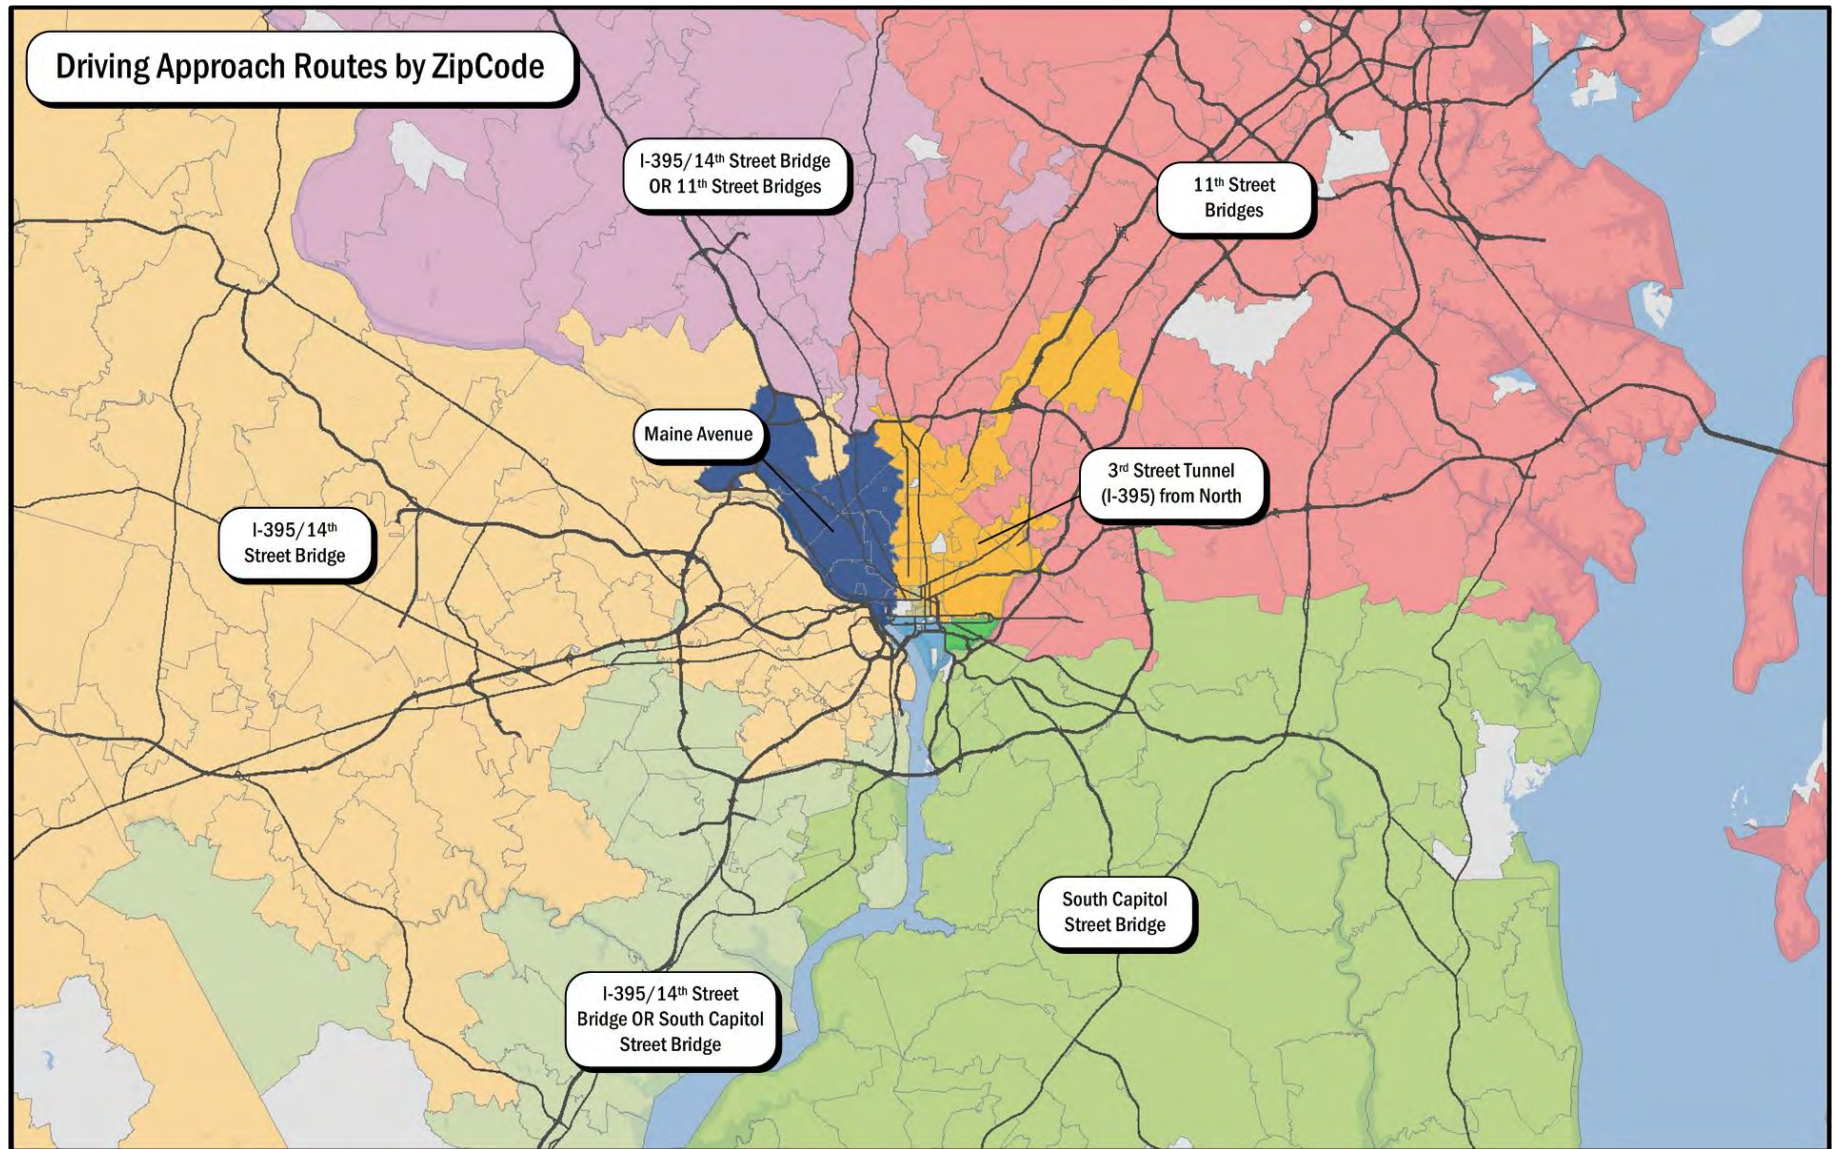 Driving Approach Routes by ZipCode
I-395/14th Street Bridge
OR 11th Street Bridges
11th Street
Bridges
Maine Avenue
3rd Street Tunnel
(I-395) from North
I-395/14th
Street Bridge
South Capitol
Street Bridge
I-395/14th Street
Bridge OR South Capitol
Street Bridge